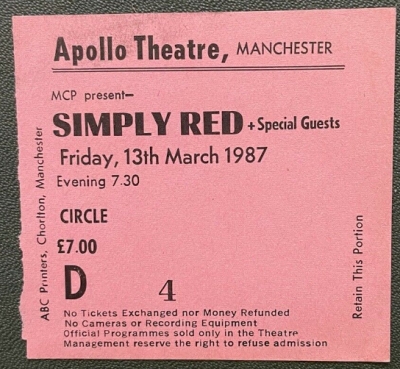 Apollo Theatre, MANCHESTER
MCP present—
SIMPLY RED + Special Guests
Friday, 13th March 1987
Evening 7.30
CIRCLE
£7.00
D 4
No Tickets Exchanged nor Money Refunded
No Cameras or Recording Equipment
Official Programmes sold only in the Theatre
Management reserve the right to refuse admission
ABC Printers, Chorlton, Manchester
Retain This Portion